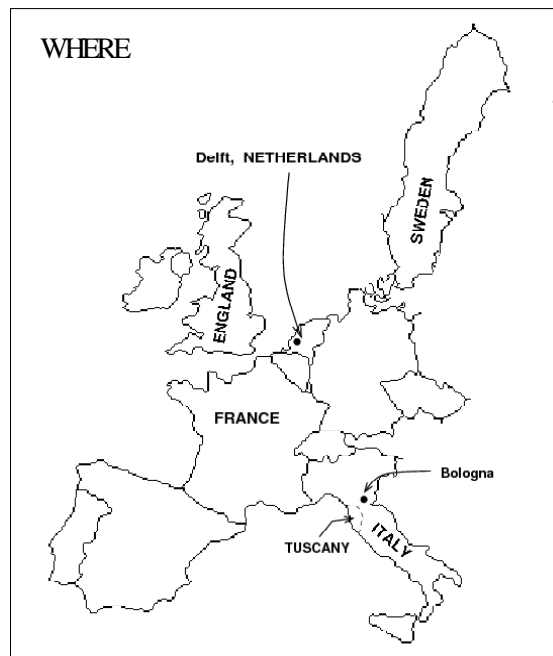 WHERE
Delft, NETHERLANDS
SWEDEN
ENGLAND
FRANCE
Bologna
TUSCANY
ITALY